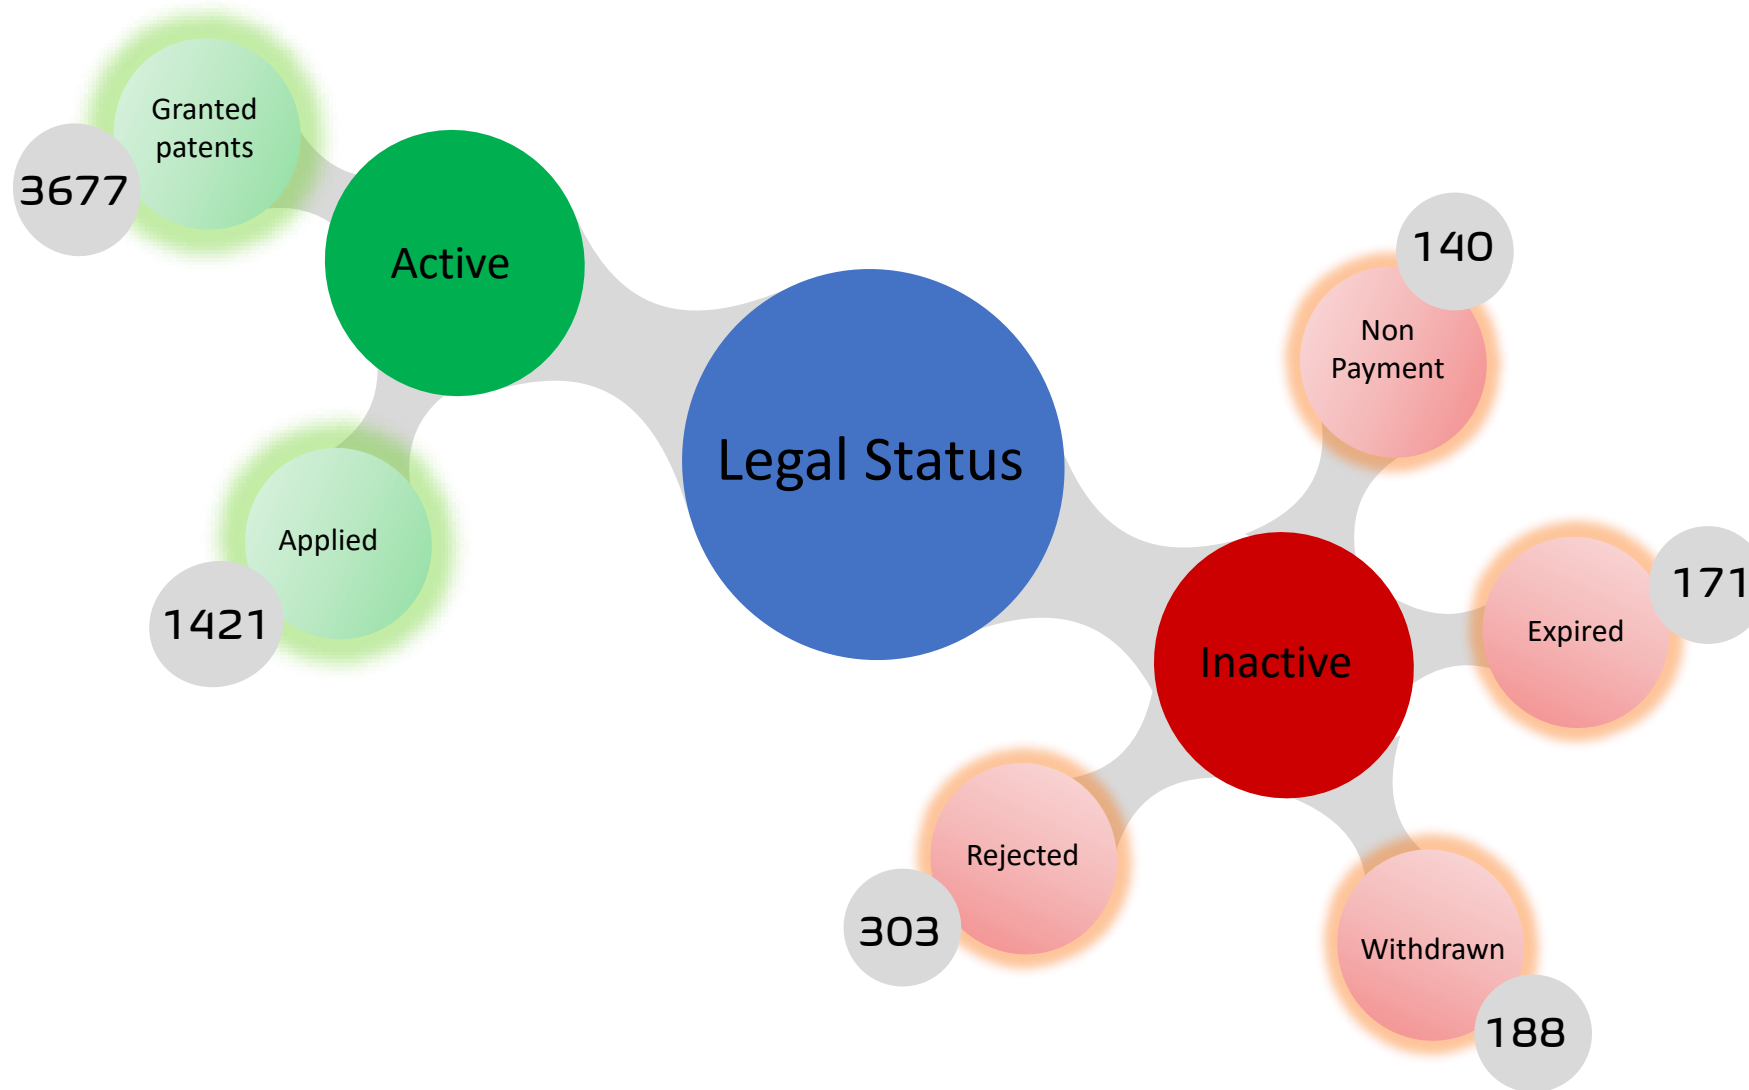 Granted
patents
3677
Active
Applied
1421
Legal Status
140
Non
Payment
171
Expired
Inactive
Rejected
303
Withdrawn
188